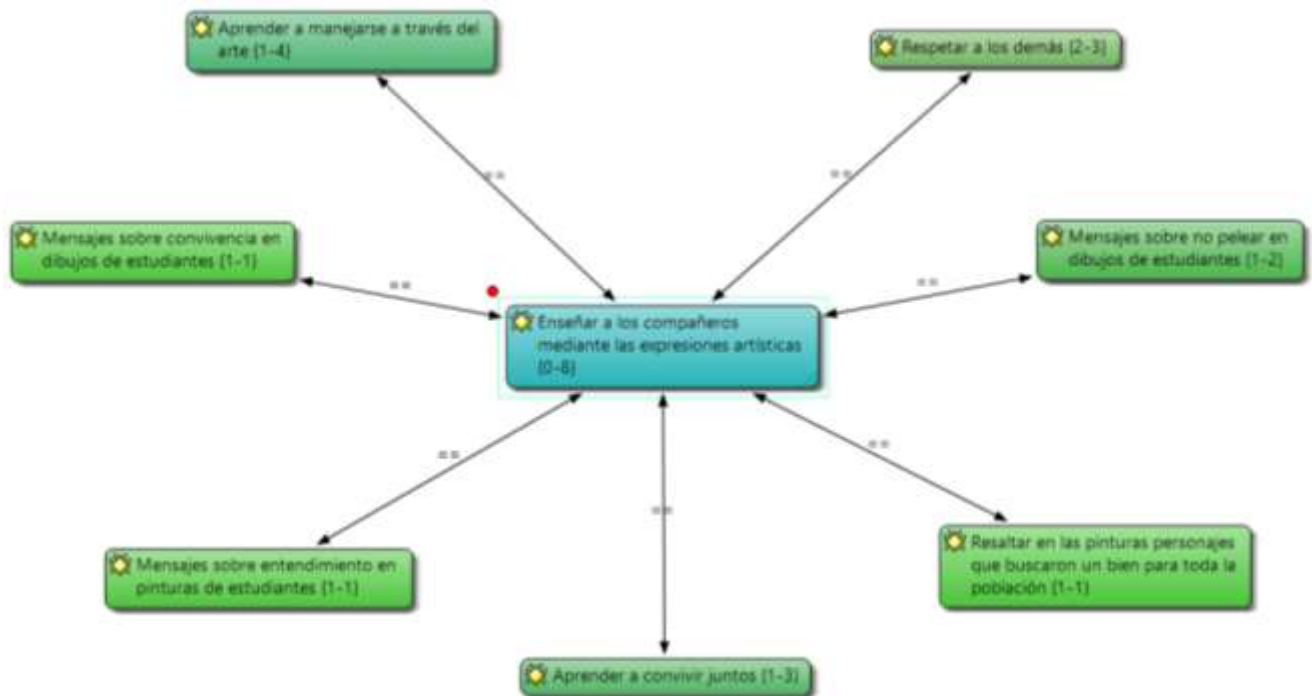 Aprender a manejarse a través del
arte {1-4}
Respetar a los demás {2-3}
==
==
Mensajes sobre convivencia en
dibujos de estudiantes {1-1}
Mensajes sobre no pelear en
dibujos de estudiantes {1-2}
==
==
Enseñar a los compañeros
mediante las expresiones artísticas
{0-8}
==
==
==
Mensajes sobre entendimiento en
pinturas de estudiantes {1-1}
Resaltar en las pinturas personajes
que buscaron un bien para toda la
población {1-1}
Aprender a convivir juntos {1-3}